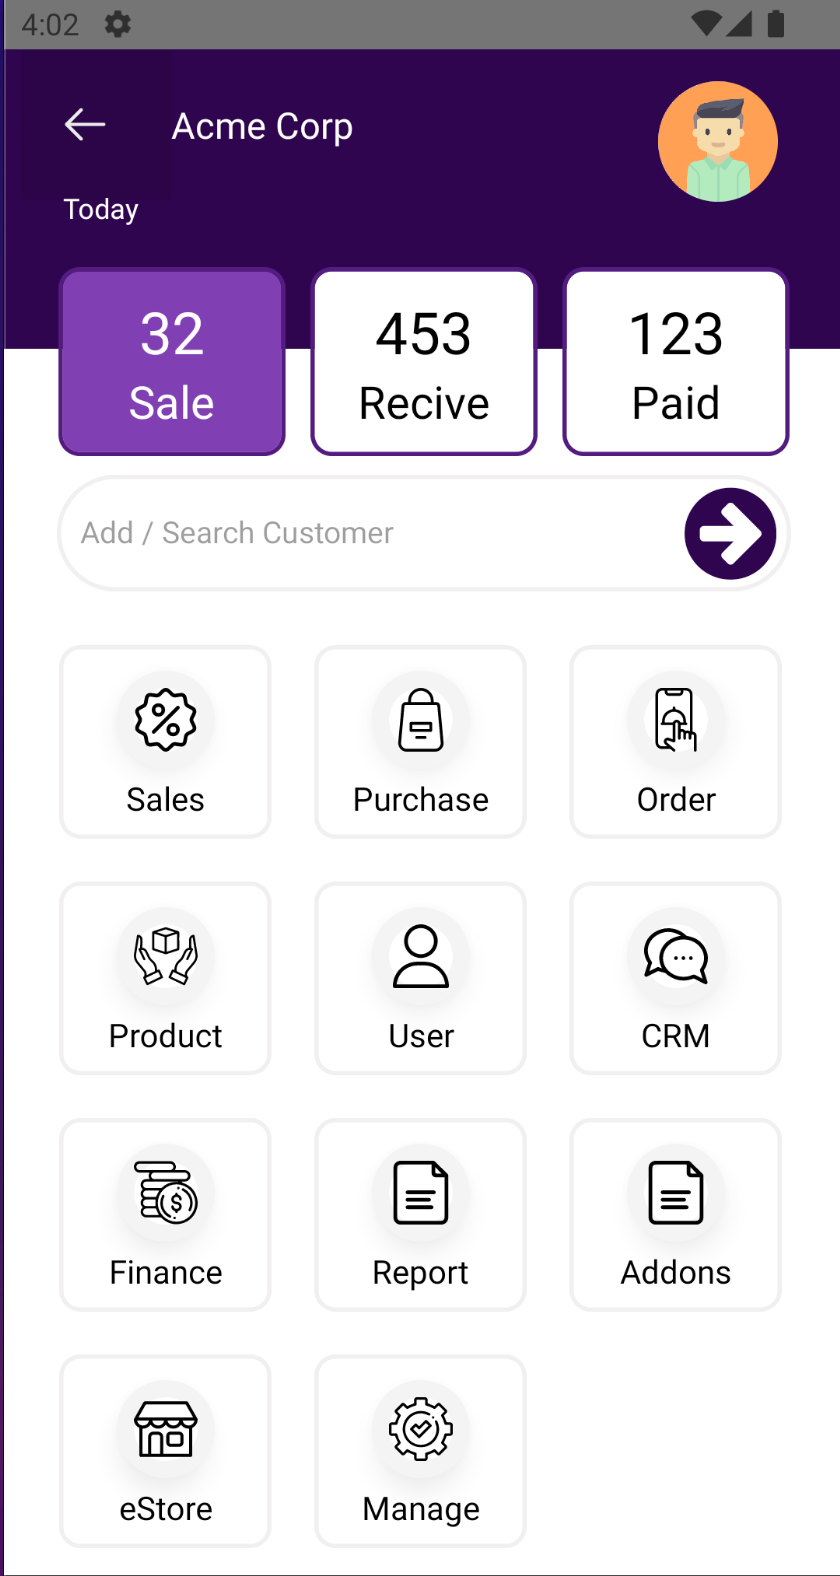 4:02
Acme Corp
Today
32 453 123
Sale Recive Paid
Add / Search Customer
Sales Purchase Order
Product User CRM
Finance Report Addons
eStore Manage